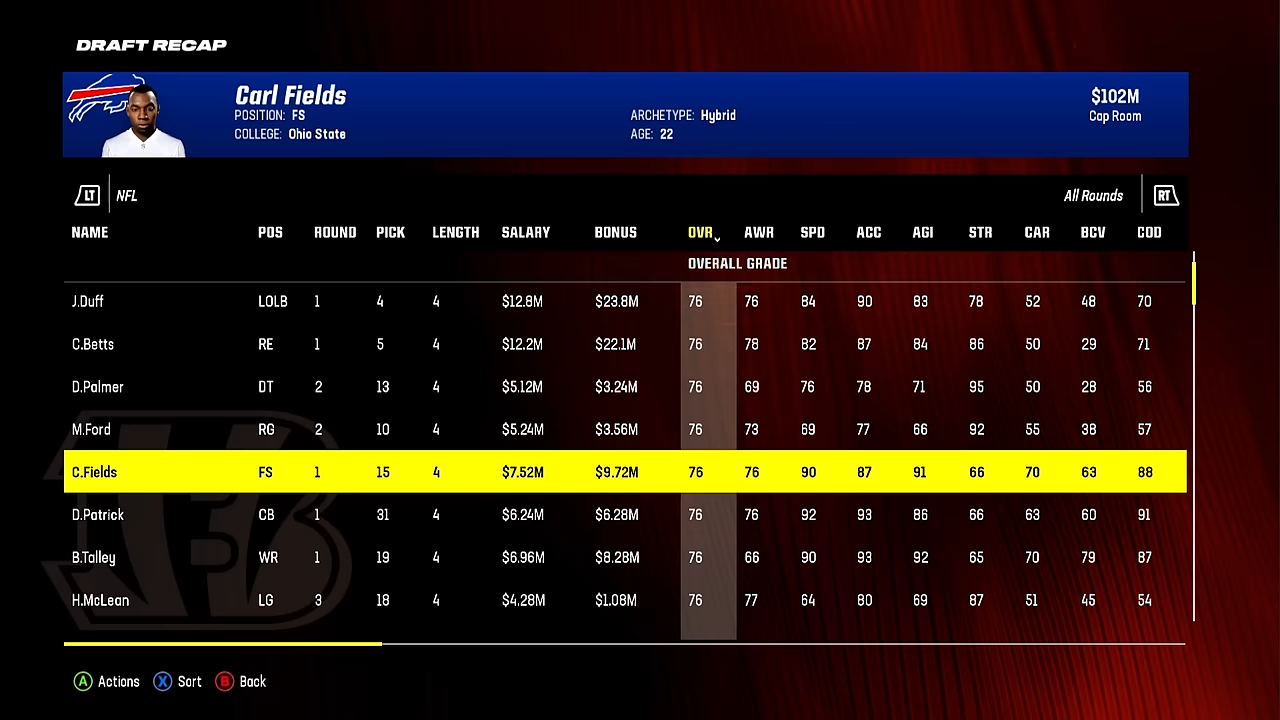 DRAFT RECAP
Carl Fields
POSITION: FS
COLLEGE: Ohio State
ARCHETYPE: Hybrid
AGE: 22
$102M
Cap Room
LT NFL All Rounds RT
NAME POS ROUND PICK LENGTH SALARY BONUS OVR AWR SPD ACC AGI STR CAR BCV COD
OVERALL GRADE
J.Duff LOLB 1 4 4 $12.8M $23.8M 76 76 84 90 83 78 52 48 70
C.Betts RE 1 5 4 $12.2M $22.1M 76 78 82 87 84 86 50 29 71
D.Palmer DT 2 13 4 $5.12M $3.24M 76 69 76 78 71 95 50 28 56
M.Ford RG 2 10 4 $5.24M $3.56M 76 73 69 77 66 92 55 38 57
C.Fields FS 1 15 4 $7.52M $9.72M 76 76 90 87 91 66 70 63 88
D.Patrick CB 1 31 4 $6.24M $6.28M 76 76 92 93 86 66 63 60 91
B.Talley WR 1 19 4 $6.96M $8.28M 76 66 90 93 92 65 70 79 87
H.McLean LG 3 18 4 $4.28M $1.08M 76 77 64 80 69 87 51 45 54
A Actions X Sort B Back